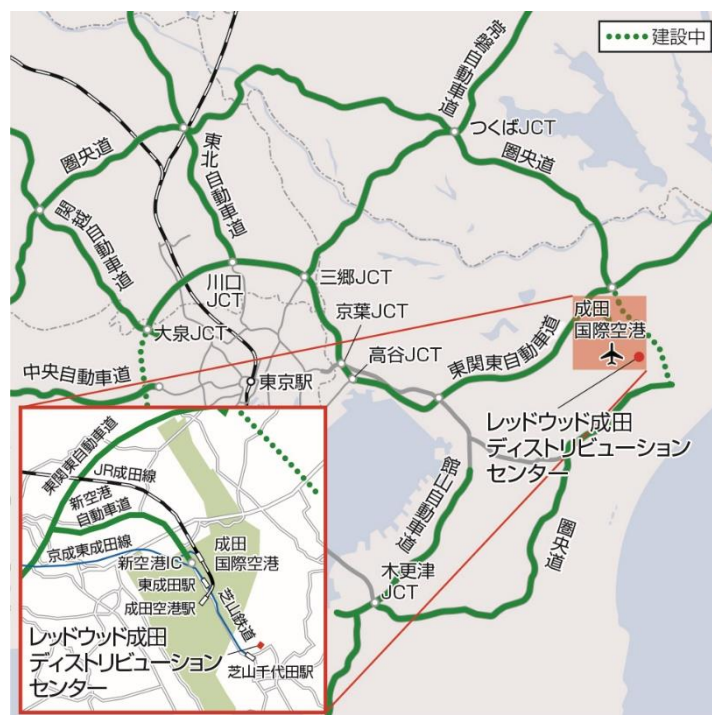 建設中
常磐自動車道
つくばJCT
圏央道
圏央道
東北自動車道
関越自動車道
川口
JCT
三郷JCT
大泉JCT
京葉JCT
成田
国際空港
高谷JCT
東関東自動車道
中央自動車道
東京駅
レッドウッド成田
ディストリビューション
センター
館山自動車道
圏央道
木更津
JCT
東関東自動車道
JR成田線
新空港
自動車道
京成東成田線
新空港IC
成田
国際空港
東成田駅
成田空港駅
芝山鉄道
レッドウッド成田
ディストリビューション
センター
芝山千代田駅